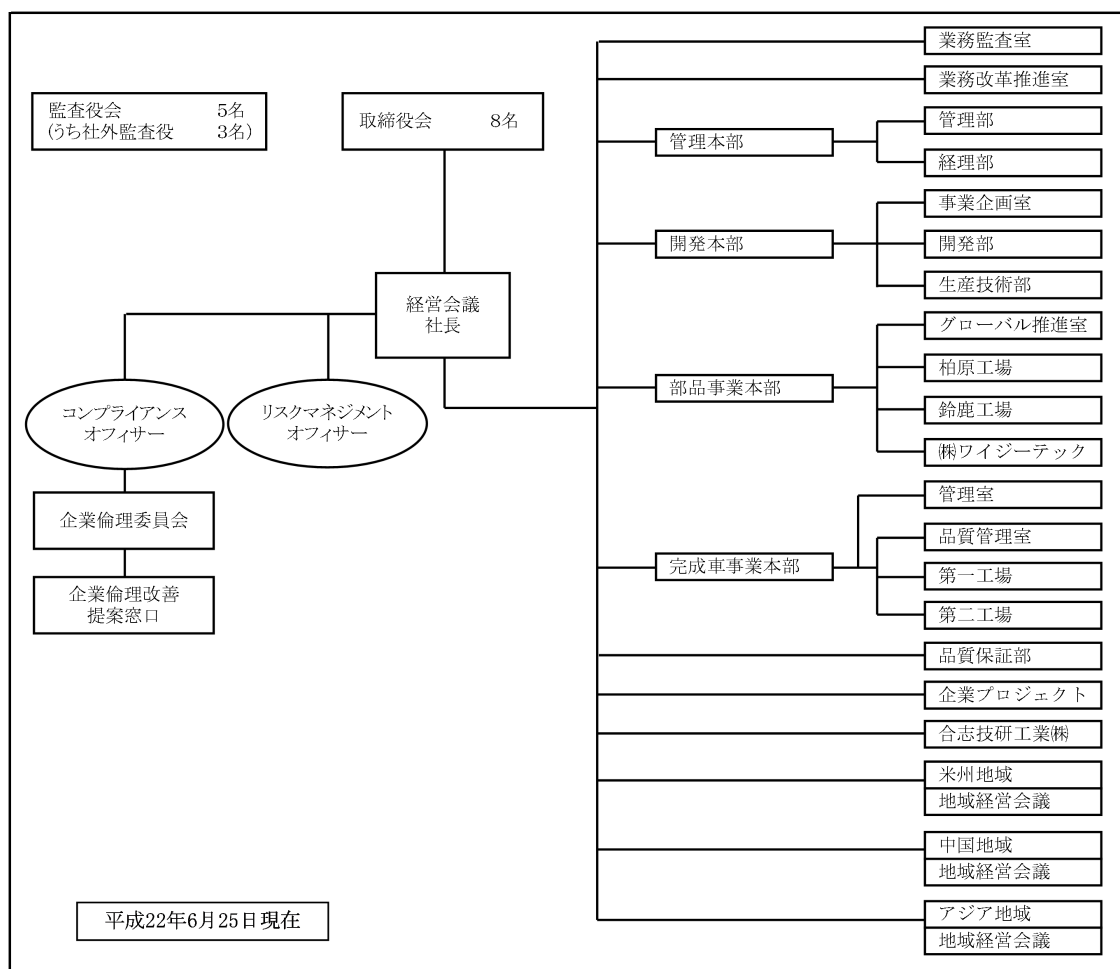 監査役会 5名
(うち社外監査役 3名)
取締役会 8名
経営会議
社長
コンプライアンス
オフィサー
リスクマネジメント
オフィサー
企業倫理委員会
企業倫理改善
提案窓口
平成22年6月25日現在
管理本部
開発本部
部品事業本部
完成車事業本部
業務監査室
業務改革推進室
管理部
経理部
事業企画室
開発部
生産技術部
グローバル推進室
柏原工場
鈴鹿工場
㈱ワイジーテック
管理室
品質管理室
第一工場
第二工場
品質保証部
企業プロジェクト
合志技研工業㈱
米州地域
地域経営会議
中国地域
地域経営会議
アジア地域
地域経営会議